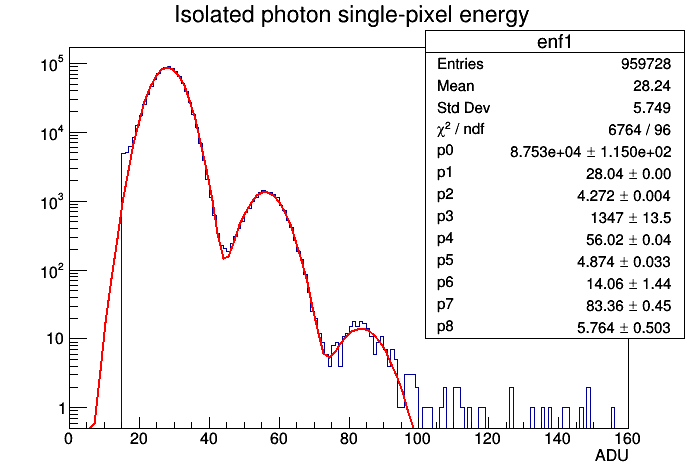 Isolated photon single-pixel energy
enf1
Entries 959728
Mean 28.24
Std Dev 5.749
χ² / ndf 6764 / 96
p0 8.753e+04 ± 1.150e+02
p1 28.04 ± 0.00
p2 4.272 ± 0.004
p3 1347 ± 13.5
p4 56.02 ± 0.04
p5 4.874 ± 0.033
p6 14.06 ± 1.44
p7 83.36 ± 0.45
p8 5.764 ± 0.503
10⁵
10⁴
10³
10²
10
1
0 20 40 60 80 100 120 140 160
ADU